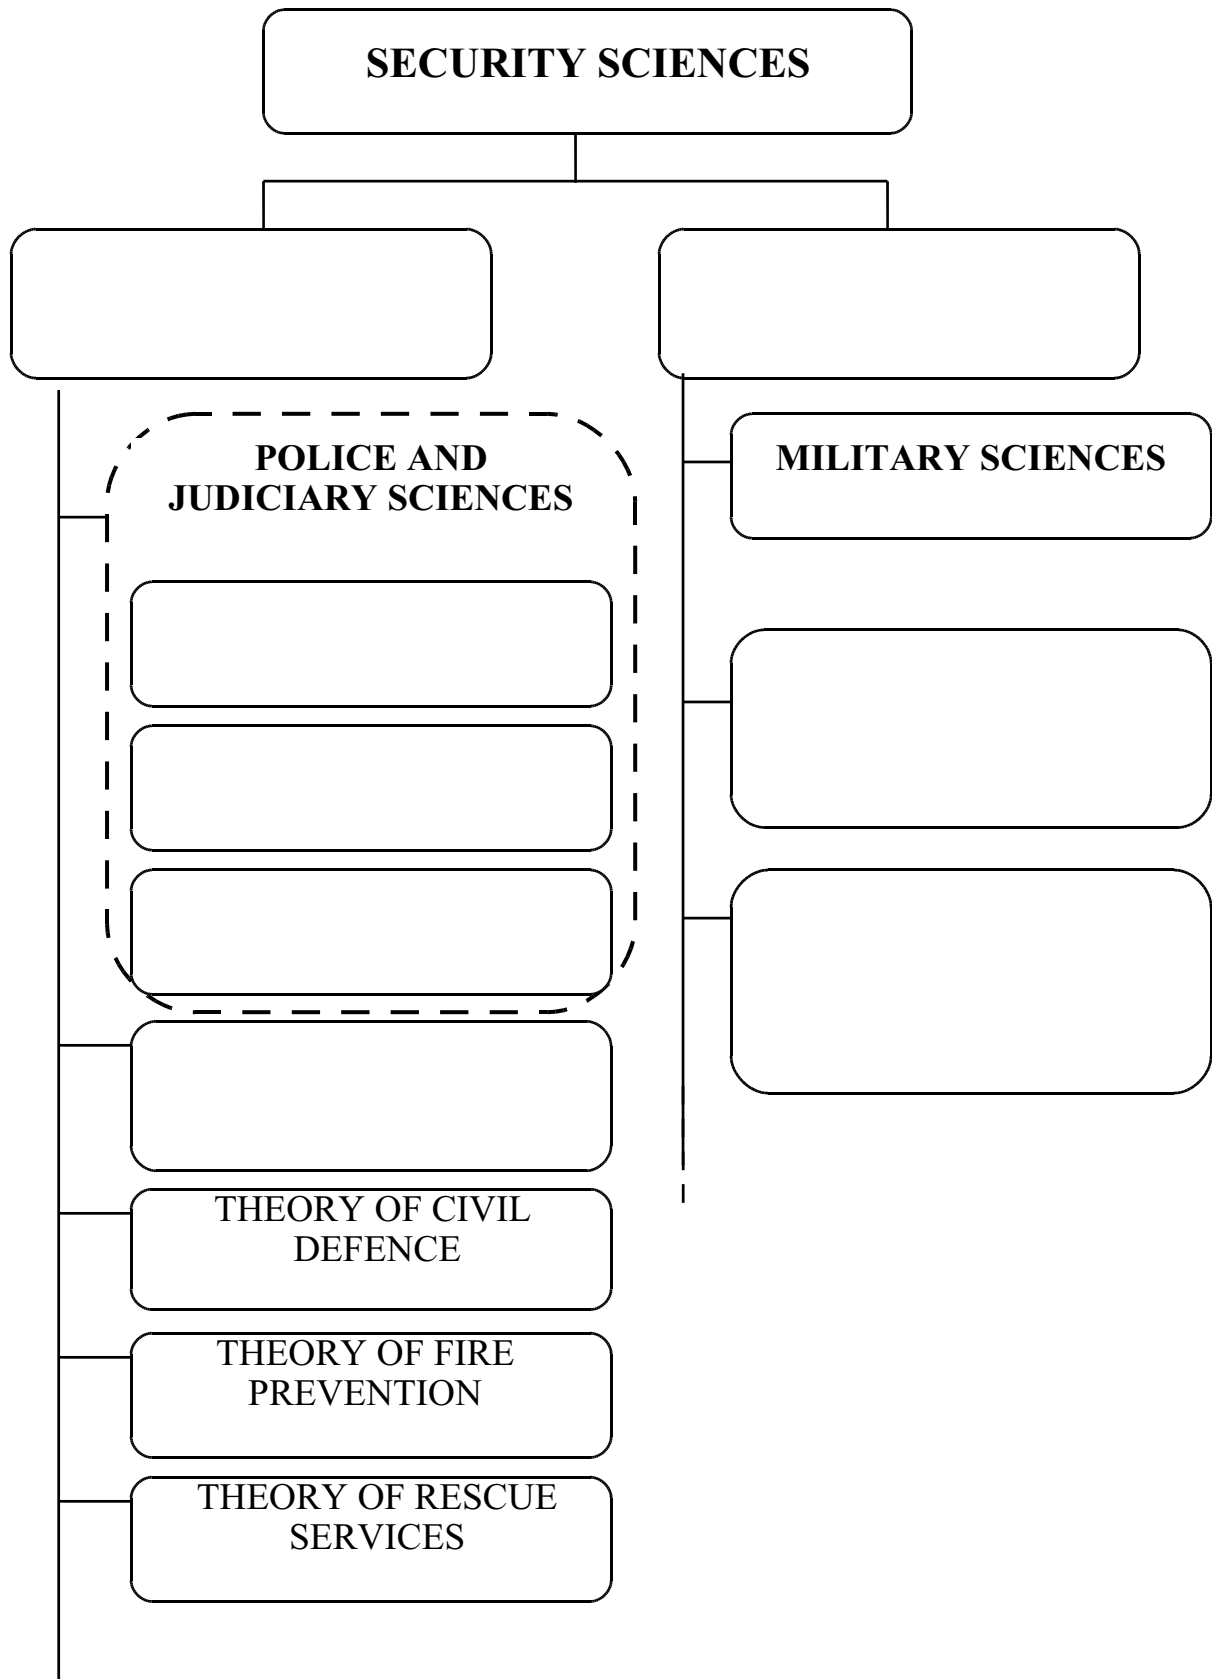 SECURITY SCIENCES
POLICE AND
JUDICIARY SCIENCES
MILITARY SCIENCES
THEORY OF CIVIL
DEFENCE
THEORY OF FIRE
PREVENTION
THEORY OF RESCUE
SERVICES